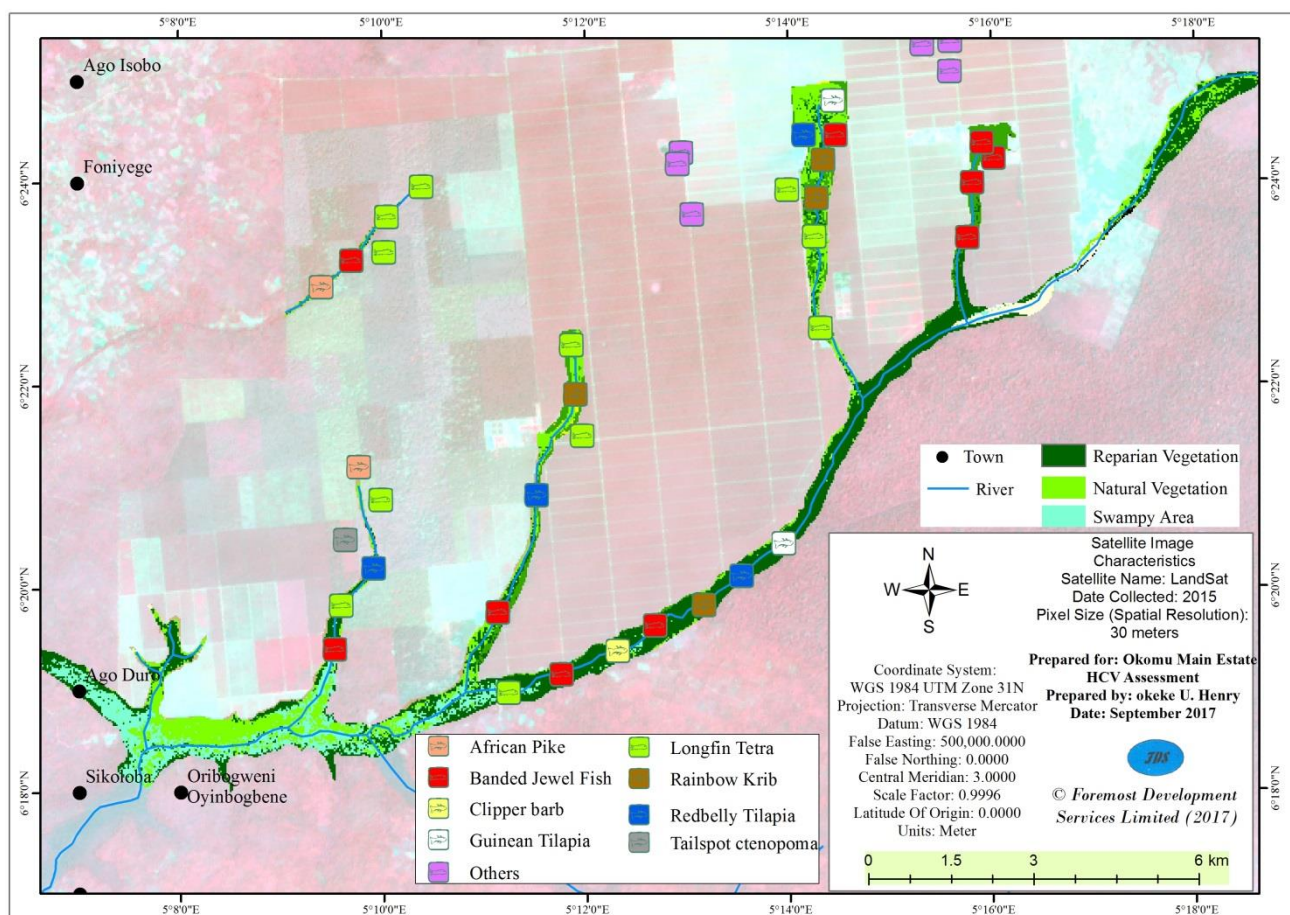 5°8'0"E 5°10'0"E 5°12'0"E 5°14'0"E 5°16'0"E 5°18'0"E
Ago Isobo
Foniyege
6°24'0"N 6°24'0"N
6°22'0"N 6°22'0"N
6°20'0"N 6°20'0"N
6°18'0"N 6°18'0"N
Ago Duro
Sikoloba
Oribogweni
Oyinbogbene
Town
River
Reparian Vegetation
Natural Vegetation
Swampy Area
N
W E
S
Satellite Image
Characteristics
Satellite Name: LandSat
Date Collected: 2015
Pixel Size (Spatial Resolution):
30 meters
Coordinate System:
WGS 1984 UTM Zone 31N
Projection: Transverse Mercator
Datum: WGS 1984
False Easting: 500,000.0000
False Northing: 0.0000
Central Meridian: 3.0000
Scale Factor: 0.9996
Latitude Of Origin: 0.0000
Units: Meter
Prepared for: Okomu Main Estate
HCV Assessment
Prepared by: okeke U. Henry
Date: September 2017
© Foremost Development
Services Limited (2017)
0 1.5 3 6 km
African Pike
Banded Jewel Fish
Clipper barb
Guinean Tilapia
Others
Longfin Tetra
Rainbow Krib
Redbelly Tilapia
Tailspot ctenopoma
5°8'0"E 5°10'0"E 5°12'0"E 5°14'0"E 5°16'0"E 5°18'0"E